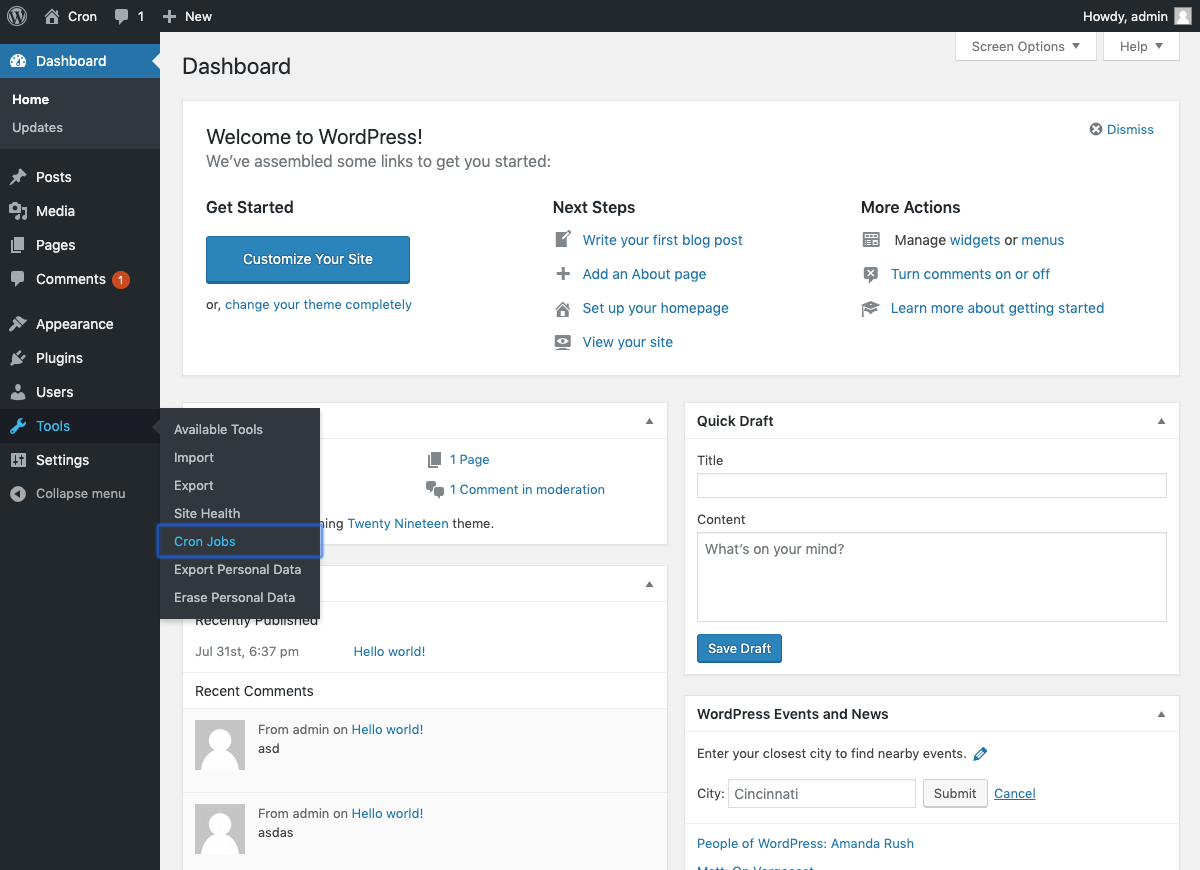 Cron 1 New Howdy, admin
Screen Options Help
Dashboard
Home
Updates
Posts
Media
Pages
Comments 1
Appearance
Plugins
Users
Tools
Settings
Collapse menu
Available Tools
Import
Export
Site Health
Cron Jobs
Export Personal Data
Erase Personal Data
Dashboard
Welcome to WordPress!
Dismiss
We’ve assembled some links to get you started:
Get Started
Customize Your Site
or, change your theme completely
Next Steps
Write your first blog post
Add an About page
Set up your homepage
View your site
More Actions
Manage widgets or menus
Turn comments on or off
Learn more about getting started
1 Page
1 Comment in moderation
Twenty Nineteen theme.
Recently Published
Jul 31st, 6:37 pm Hello world!
Recent Comments
From admin on Hello world!
asd
From admin on Hello world!
asdas
Quick Draft
Title
Content
What’s on your mind?
Save Draft
WordPress Events and News
Enter your closest city to find nearby events.
City: Cincinnati Submit Cancel
People of WordPress: Amanda Rush